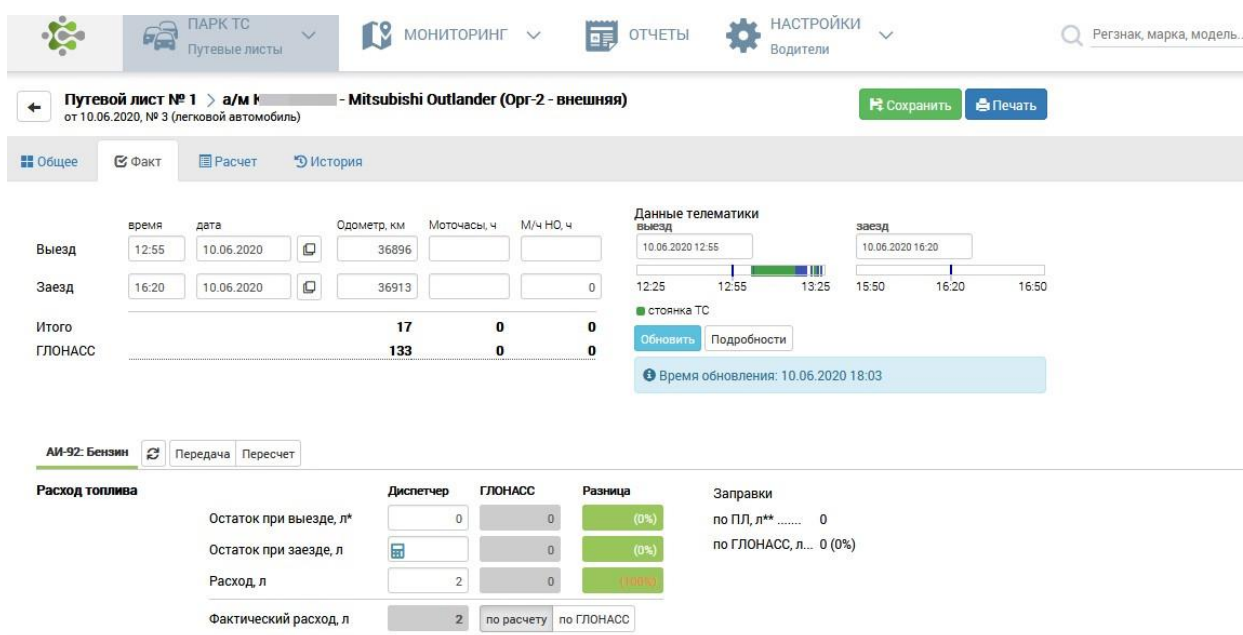 ПАРК ТС
Путевые листы
МОНИТОРИНГ
ОТЧЕТЫ
НАСТРОЙКИ
Водители
Регзнак, марка, модель...
Путевой лист № 1 > а/м К - Mitsubishi Outlander (Орг-2 - внешняя)
от 10.06.2020, № 3 (легковой автомобиль)
Сохранить
Печать
Общее
Факт
Расчет
История
время дата Одометр, км Моточасы, ч М/ч НО, ч
Выезд 12:55 10.06.2020 36896
Заезд 16:20 10.06.2020 36913 0
Итого 17 0 0
ГЛОНАСС 133 0 0
Данные телематики
выезд заезд
10.06.2020 12:55 10.06.2020 16:20
12:25 12:55 13:25 15:50 16:20 16:50
стоянка ТС
Обновить Подробности
Время обновления: 10.06.2020 18:03
АИ-92: Бензин Передача Пересчет
Расход топлива Диспетчер ГЛОНАСС Разница
Остаток при выезде, л* 0 0 (0%)
Остаток при заезде, л 0 (0%)
Расход, л 2 0 (100%)
Фактический расход, л 2 по расчету по ГЛОНАСС
Заправки
по ПЛ, л** ....... 0
по ГЛОНАСС, л... 0 (0%)